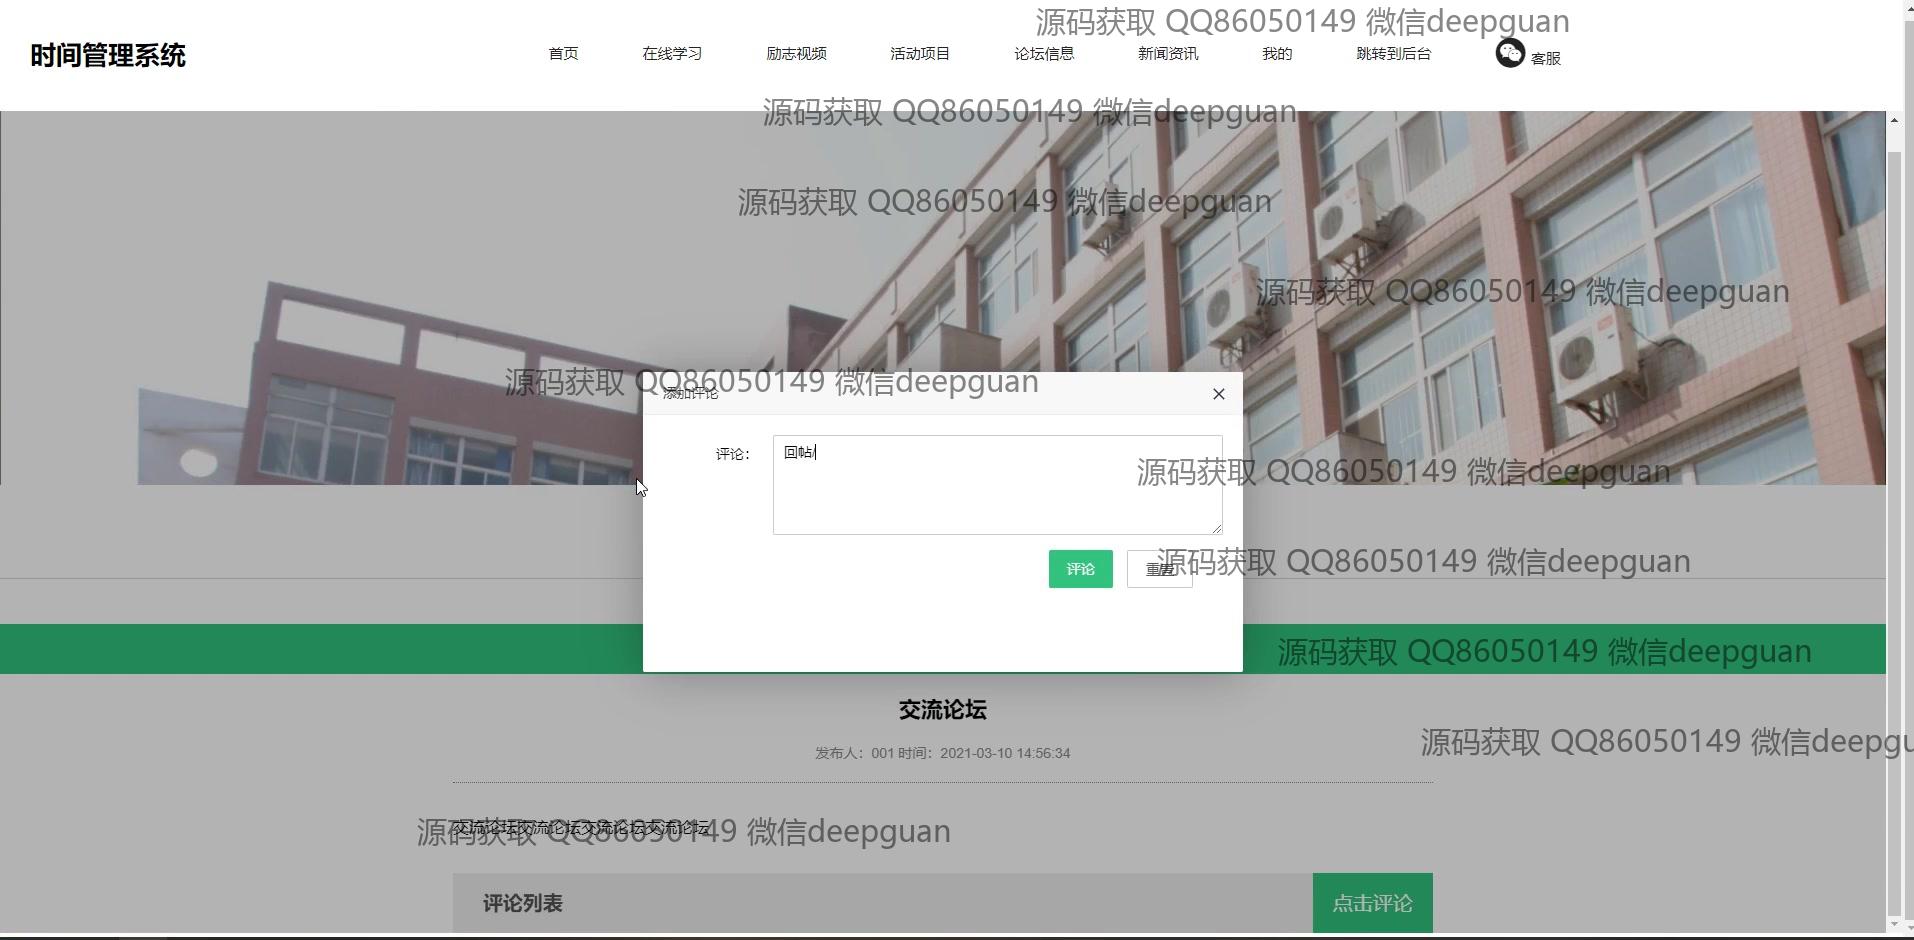 源码获取 QQ86050149 微信deepguan
时间管理系统
首页 在线学习 励志视频 活动项目 论坛信息 新闻资讯 我的 跳转到后台 客服
源码获取 QQ86050149 微信deepguan
源码获取 QQ86050149 微信deepguan
源码获取 QQ86050149 微信deepguan
源码获取 QQ86050149 微信deepguan
添加评论
评论： 回帖/
源码获取 QQ86050149 微信deepguan
评论 重置
源码获取 QQ86050149 微信deepguan
源码获取 QQ86050149 微信deepguan
交流论坛
发布人：001 时间：2021-03-10 14:56:34
源码获取 QQ86050149 微信deepgu
交流论坛交流论坛交流论坛交流论坛
源码获取 QQ86050149 微信deepguan
评论列表 点击评论